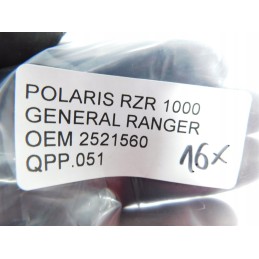 POLARIS RZR 1000
GENERAL RANGER
OEM 2521560
QPP.051
16x